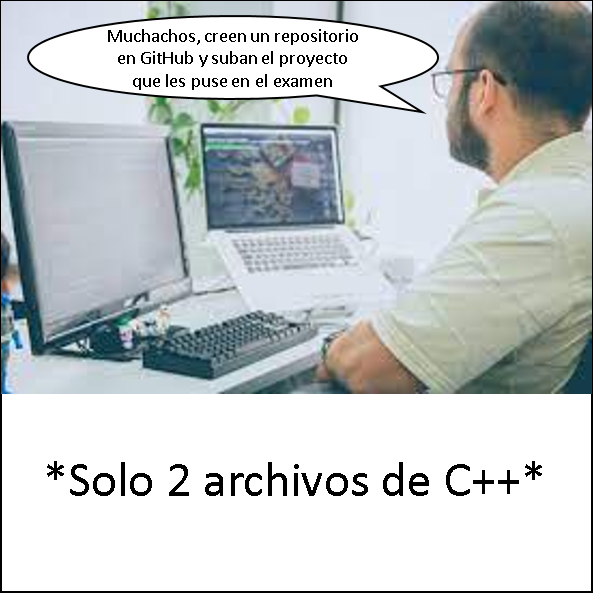 Muchachos, creen un repositorio
en GitHub y suban el proyecto
que les puse en el examen
*Solo 2 archivos de C++*